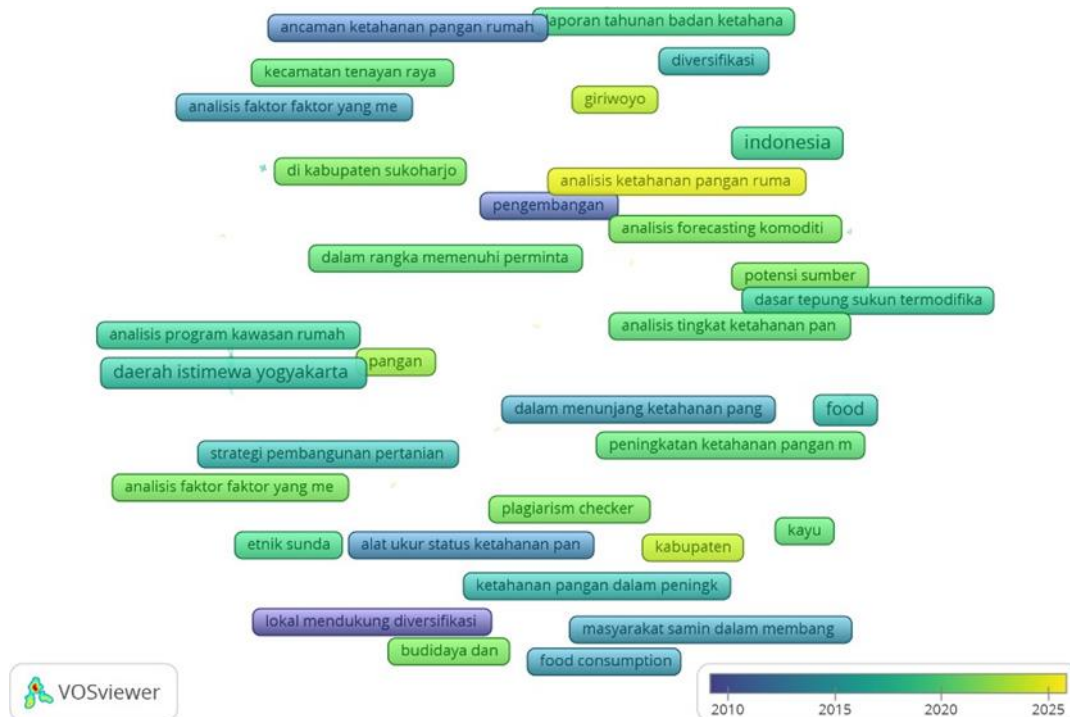 ancaman ketahanan pangan rumah
laporan tahunan badan ketahana
diversifikasi
kecamatan tenayan raya
analisis faktor faktor yang me
giriwoyo
indonesia
di kabupaten sukoharjo
analisis ketahanan pangan ruma
pengembangan
analisis forecasting komoditi
dalam rangka memenuhi perminta
potensi sumber
dasar tepung sukun termodifika
analisis tingkat ketahanan pan
analisis program kawasan rumah
pangan
daerah istimewa yogyakarta
dalam menunjang ketahanan pang
food
peningkatan ketahanan pangan m
strategi pembangunan pertanian
analisis faktor faktor yang me
plagiarism checker
kayu
etnik sunda
alat ukur status ketahanan pan
kabupaten
ketahanan pangan dalam peningk
lokal mendukung diversifikasi
masyarakat samin dalam membang
budidaya dan
food consumption
VOSviewer
2010 2015 2020 2025